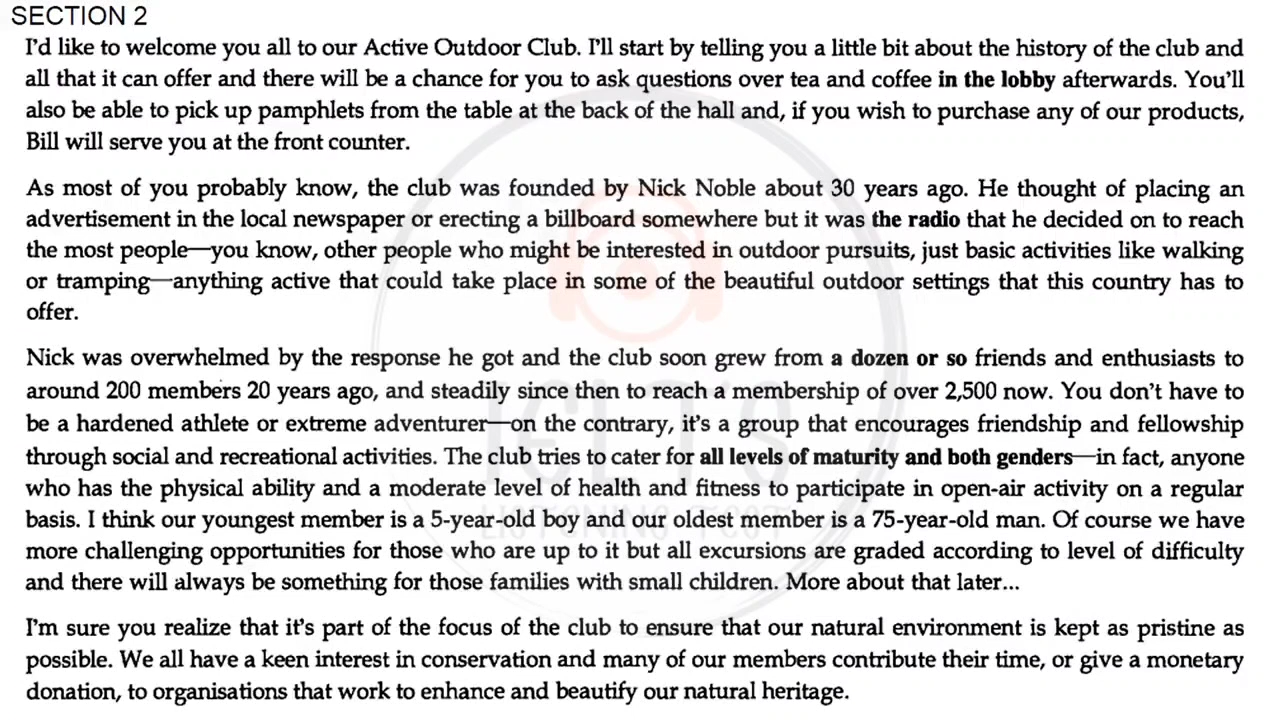 SECTION 2
I'd like to welcome you all to our Active Outdoor Club. I'll start by telling you a little bit about the history of the club and
all that it can offer and there will be a chance for you to ask questions over tea and coffee in the lobby afterwards. You'll
also be able to pick up pamphlets from the table at the back of the hall and, if you wish to purchase any of our products,
Bill will serve you at the front counter.
As most of you probably know, the club was founded by Nick Noble about 30 years ago. He thought of placing an
advertisement in the local newspaper or erecting a billboard somewhere but it was the radio that he decided on to reach
the most people—you know, other people who might be interested in outdoor pursuits, just basic activities like walking
or tramping—anything active that could take place in some of the beautiful outdoor settings that this country has to
offer.
Nick was overwhelmed by the response he got and the club soon grew from a dozen or so friends and enthusiasts to
around 200 members 20 years ago, and steadily since then to reach a membership of over 2,500 now. You don't have to
be a hardened athlete or extreme adventurer—on the contrary, it's a group that encourages friendship and fellowship
through social and recreational activities. The club tries to cater for all levels of maturity and both genders—in fact, anyone
who has the physical ability and a moderate level of health and fitness to participate in open-air activity on a regular
basis. I think our youngest member is a 5-year-old boy and our oldest member is a 75-year-old man. Of course we have
more challenging opportunities for those who are up to it but all excursions are graded according to level of difficulty
and there will always be something for those families with small children. More about that later...
I'm sure you realize that it's part of the focus of the club to ensure that our natural environment is kept as pristine as
possible. We all have a keen interest in conservation and many of our members contribute their time, or give a monetary
donation, to organisations that work to enhance and beautify our natural heritage.
IELTS
LISTENING TEST